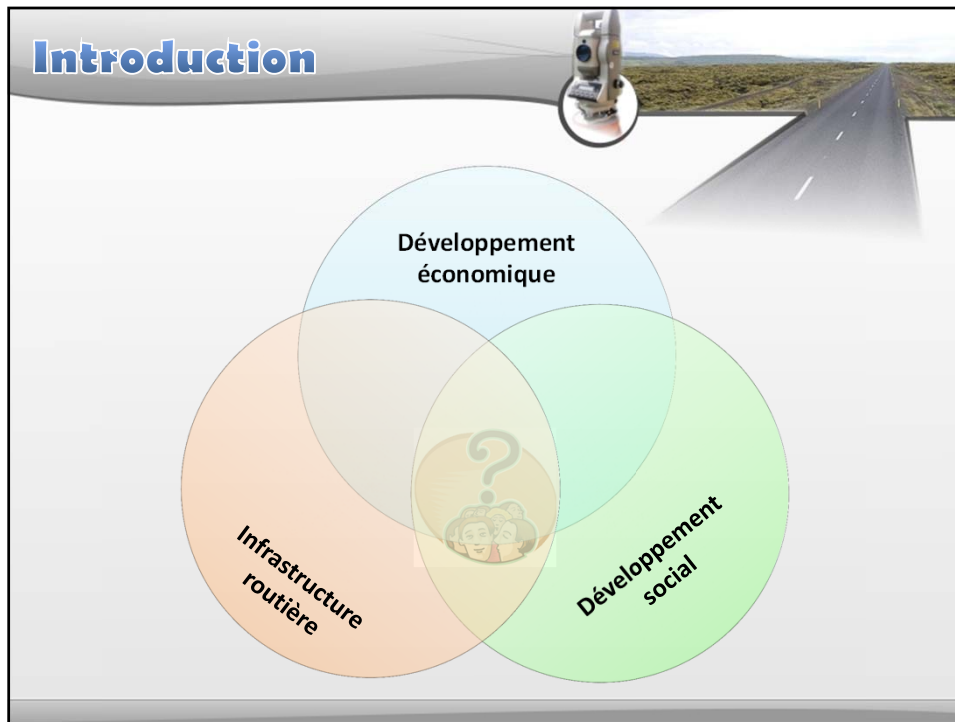 Introduction
Développement
économique
Infrastructure
routière
Développement
social